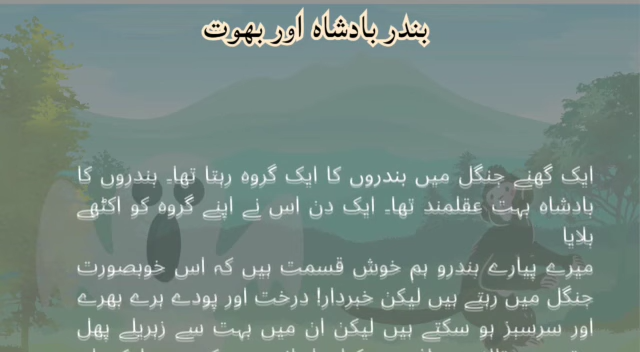 بندر بادشاہ اور بھوت
ایک گھنے جنگل میں بندروں کا ایک گروہ رہتا تھا۔ بندروں کا
بادشاہ بہت عقلمند تھا۔ ایک دن اس نے اپنے گروہ کو اکٹھے
بلایا
میرے پیارے بندرو ہم خوش قسمت ہیں کہ اس خوبصورت
جنگل میں رہتے ہیں لیکن خبردار! درخت اور پودے ہرے بھرے
اور سرسبز ہو سکتے ہیں لیکن ان میں بہت سے زہریلے پھل